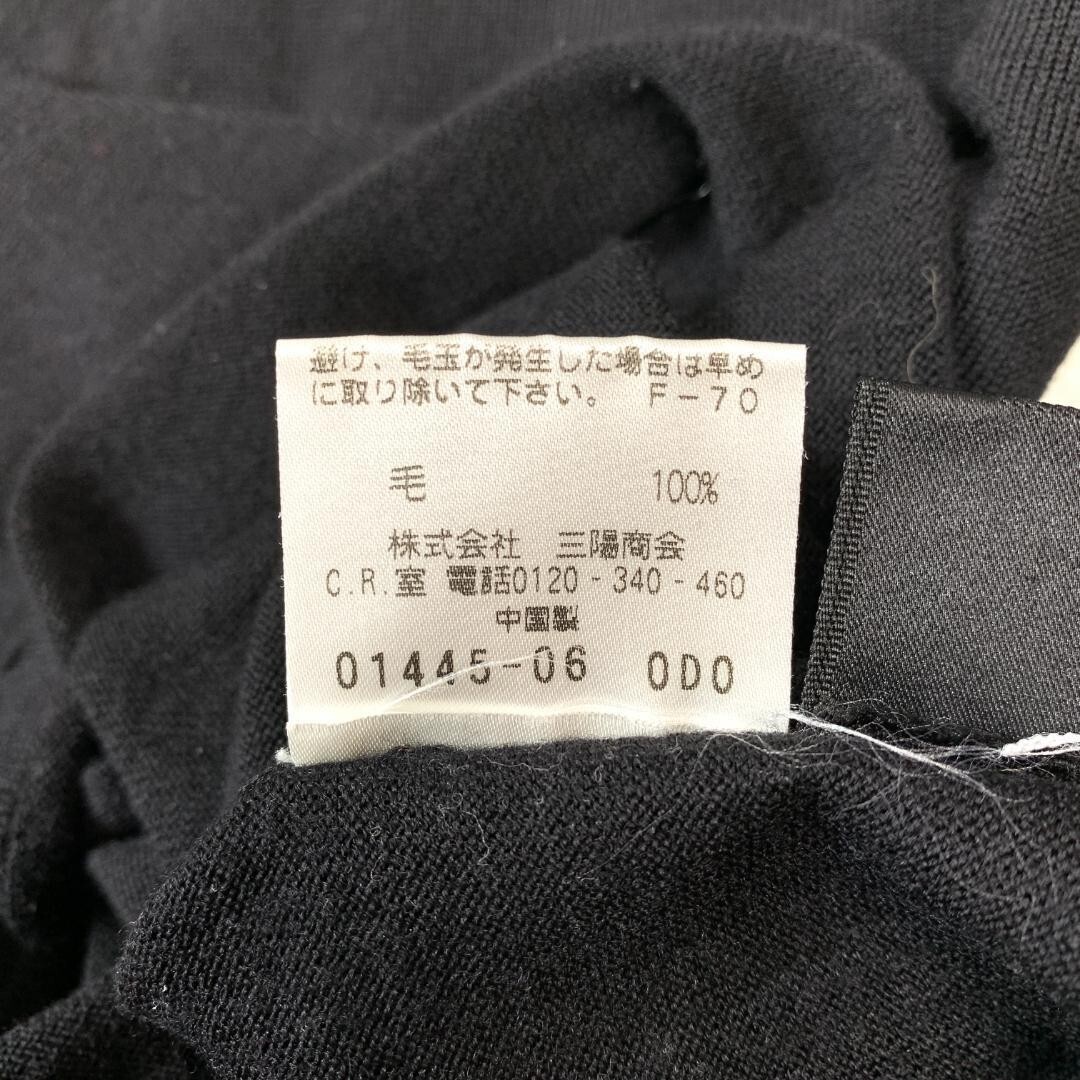 避け、毛玉が発生した場合は早め
に取り除いて下さい。 F-70
毛 100%
株式会社 三陽商会
C.R.室 電話0120-340-460
中国製
01445-06 0D0